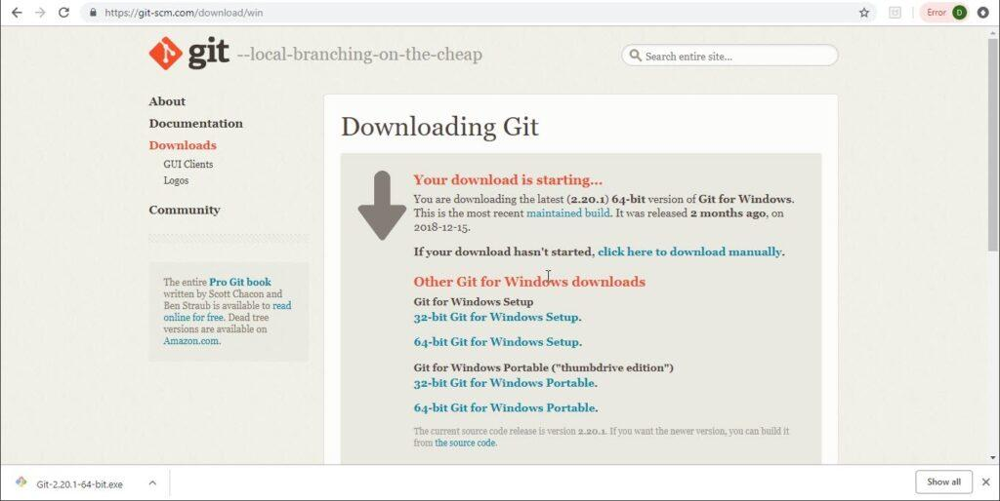 https://git-scm.com/download/win
Error
D
git --local-branching-on-the-cheap
Search entire site...
About
Documentation
Downloads
GUI Clients
Logos
Community
The entire Pro Git book
written by Scott Chacon and
Ben Straub is available to read
online for free. Dead tree
versions are available on
Amazon.com.
Downloading Git
Your download is starting...
You are downloading the latest (2.20.1) 64-bit version of Git for Windows.
This is the most recent maintained build. It was released 2 months ago, on
2018-12-15.
If your download hasn't started, click here to download manually.
Other Git for Windows downloads
Git for Windows Setup
32-bit Git for Windows Setup.
64-bit Git for Windows Setup.
Git for Windows Portable ("thumbdrive edition")
32-bit Git for Windows Portable.
64-bit Git for Windows Portable.
The current source code release is version 2.20.1. If you want the newer version, you can build it
from the source code.
Git-2.20.1-64-bit.exe
Show all